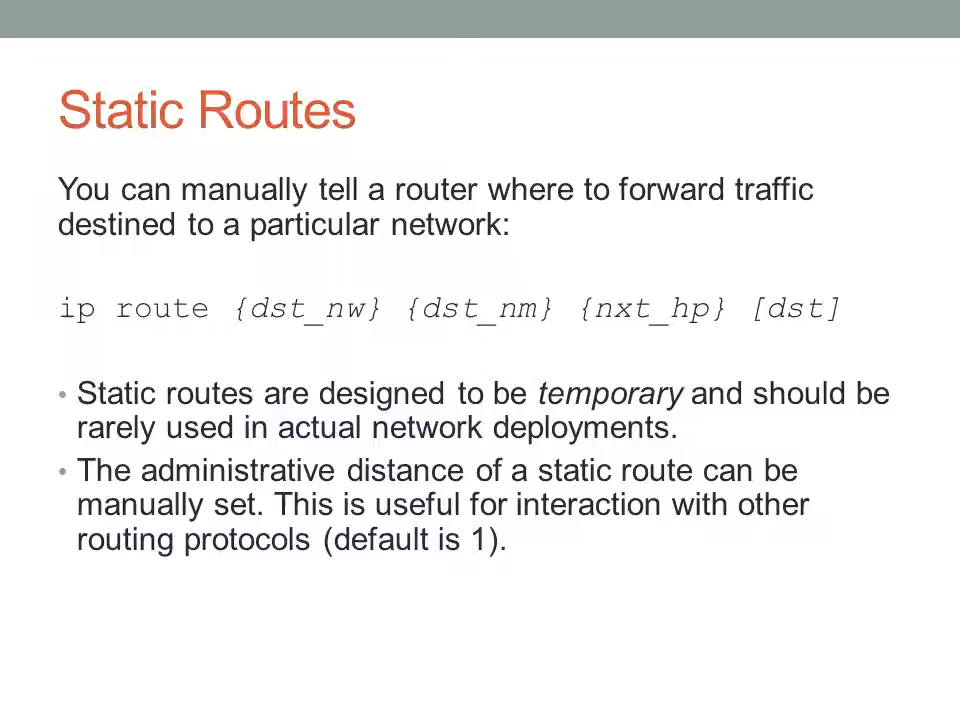 Static Routes
You can manually tell a router where to forward traffic
destined to a particular network:
ip route {dst_nw} {dst_nm} {nxt_hp} [dst]
• Static routes are designed to be temporary and should be
rarely used in actual network deployments.
• The administrative distance of a static route can be
manually set. This is useful for interaction with other
routing protocols (default is 1).